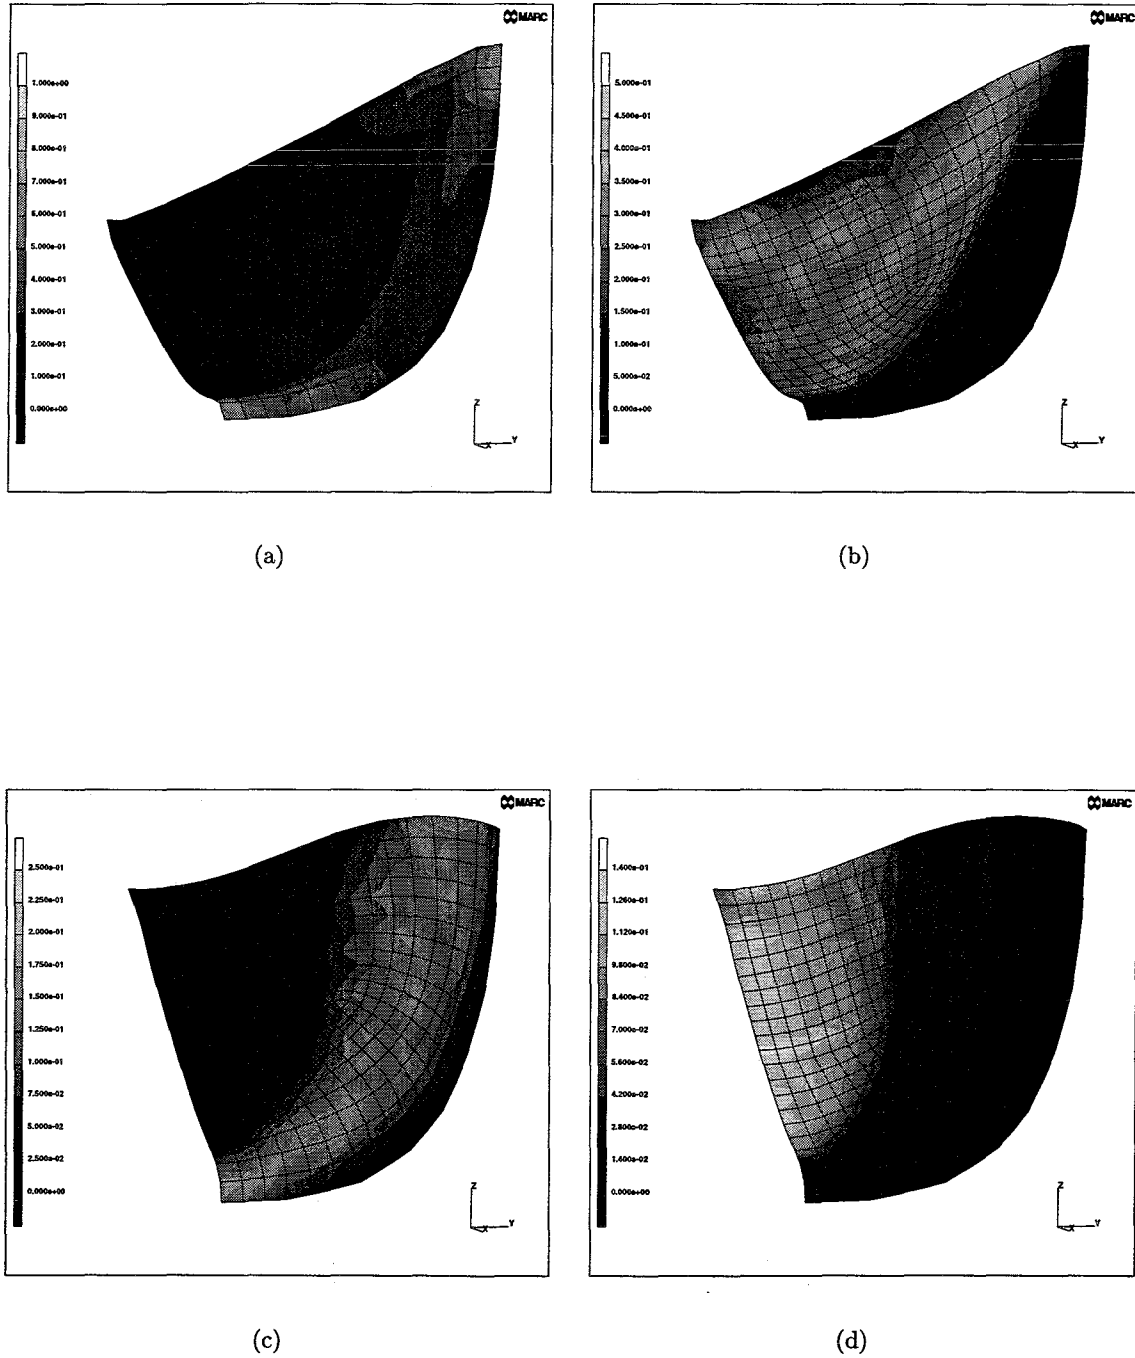 MARC
1.000e+00
9.000e-01
8.000e-01
7.000e-01
6.000e-01
5.000e-01
4.000e-01
3.000e-01
2.000e-01
1.000e-01
0.000e+00
Z
X
Y
(a)
MARC
5.000e-01
4.500e-01
4.000e-01
3.500e-01
3.000e-01
2.500e-01
2.000e-01
1.500e-01
1.000e-01
5.000e-02
0.000e+00
Z
X
Y
(b)
MARC
2.500e-01
2.250e-01
2.000e-01
1.750e-01
1.500e-01
1.250e-01
1.000e-01
7.500e-02
5.000e-02
2.500e-02
0.000e+00
Z
X
Y
(c)
MARC
1.400e-01
1.260e-01
1.120e-01
9.800e-02
8.400e-02
7.000e-02
5.600e-02
4.200e-02
2.800e-02
1.400e-02
0.000e+00
Z
X
Y
(d)